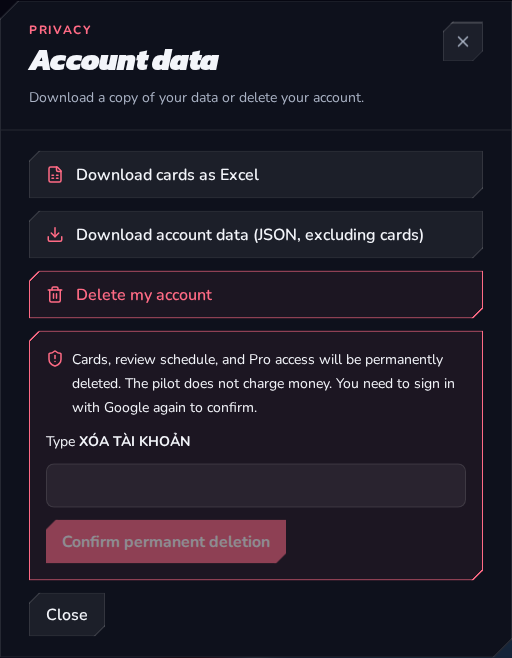 PRIVACY
Account data
Download a copy of your data or delete your account.
Download cards as Excel
Download account data (JSON, excluding cards)
Delete my account
Cards, review schedule, and Pro access will be permanently
deleted. The pilot does not charge money. You need to sign in
with Google again to confirm.
Type XÓA TÀI KHOẢN
Confirm permanent deletion
Close